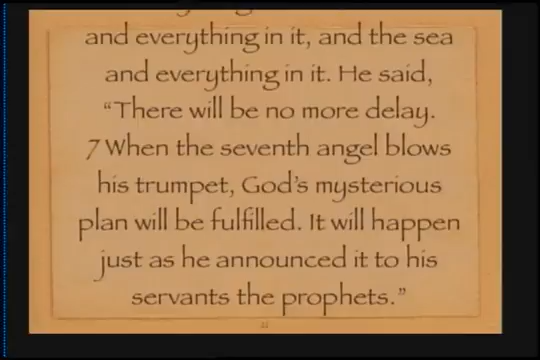 and everything in it, and the sea
and everything in it. He said,
“There will be no more delay.
7 When the seventh angel blows
his trumpet, God’s mysterious
plan will be fulfilled. It will happen
just as he announced it to his
servants the prophets.”